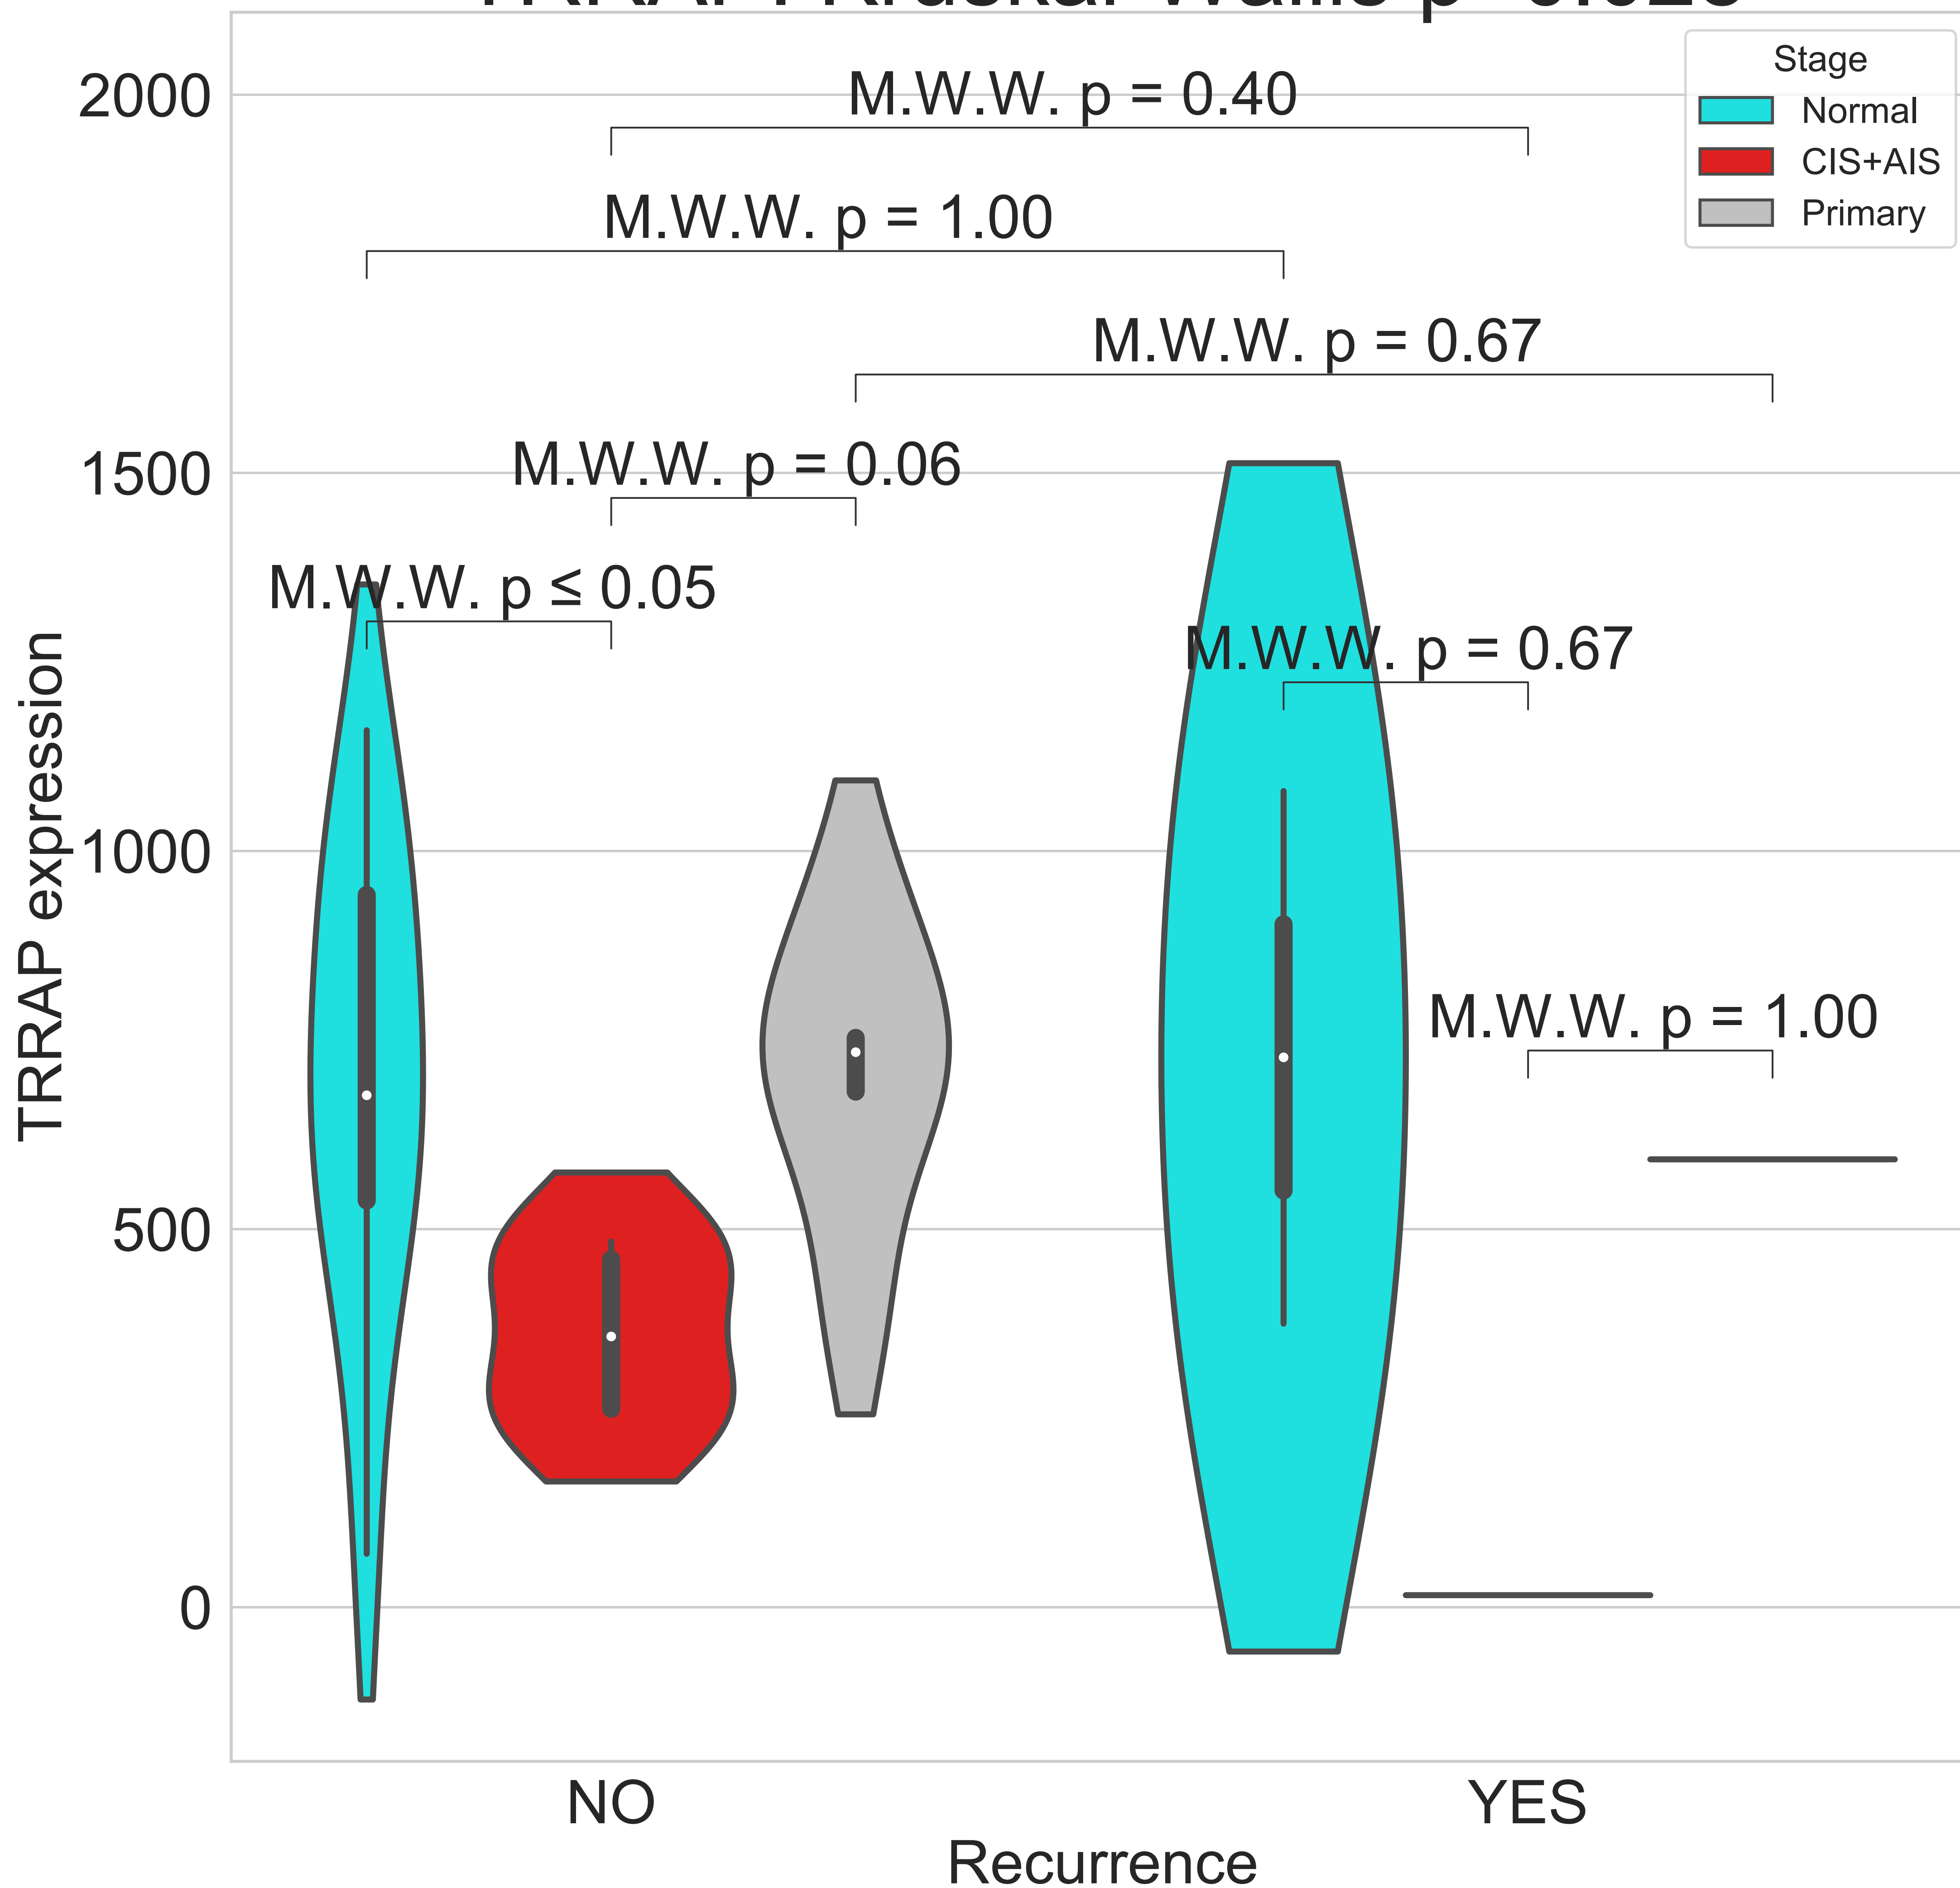 Stage
Normal
CIS+AIS
Primary
2000
1500
1000
500
0
TRRAP expression
M.W.W. p = 0.40
M.W.W. p = 1.00
M.W.W. p = 0.67
M.W.W. p = 0.06
M.W.W. p ≤ 0.05
M.W.W. p = 0.67
M.W.W. p = 1.00
NO
YES
Recurrence